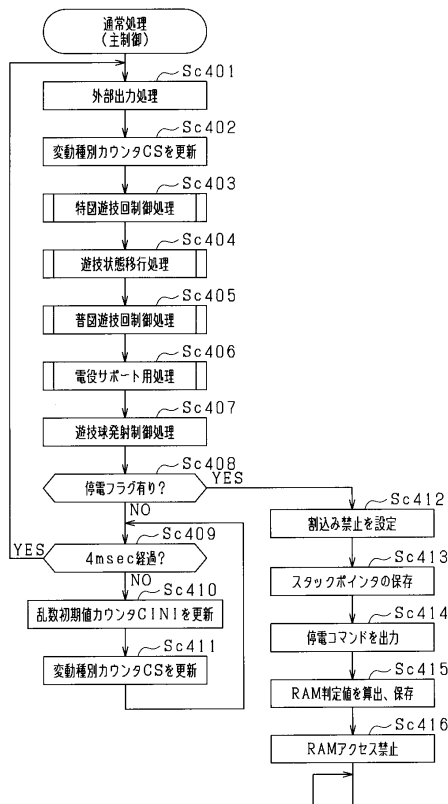 通常処理
(主制御)
Sc401
外部出力処理
Sc402
変動種別カウンタCSを更新
Sc403
特図遊技回制御処理
Sc404
遊技状態移行処理
Sc405
普図遊技回制御処理
Sc406
電役サポート用処理
Sc407
遊技球発射制御処理
Sc408
停電フラグ有り?
YES
NO
Sc409
4msec経過?
YES
NO
Sc410
乱数初期値カウンタCINIを更新
Sc411
変動種別カウンタCSを更新
Sc412
割込み禁止を設定
Sc413
スタックポインタの保存
Sc414
停電コマンドを出力
Sc415
RAM判定値を算出、保存
Sc416
RAMアクセス禁止